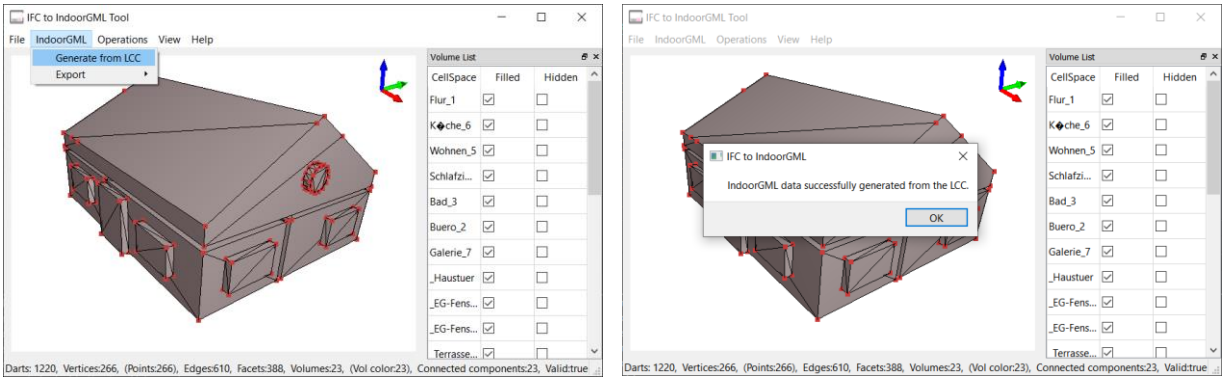 IFC to IndoorGML Tool
File IndoorGML Operations View Help
Generate from LCC
Export
Volume List
CellSpace Filled Hidden
Flur_1
K�che_6
Wohnen_5
Schlafzi...
Bad_3
Buero_2
Galerie_7
_Haustuer
_EG-Fens...
_EG-Fens...
_Terrasse...
Darts: 1220, Vertices:266, (Points:266), Edges:610, Facets:388, Volumes:23, (Vol color:23), Connected components:23, Valid:true
IFC to IndoorGML Tool
File IndoorGML Operations View Help
Volume List
CellSpace Filled Hidden
Flur_1
K�che_6
Wohnen_5
Schlafzi...
Bad_3
Buero_2
Galerie_7
_Haustuer
_EG-Fens...
_EG-Fens...
_Terrasse...
IFC to IndoorGML
IndoorGML data successfully generated from the LCC.
OK
Darts: 1220, Vertices:266, (Points:266), Edges:610, Facets:388, Volumes:23, (Vol color:23), Connected components:23, Valid:true